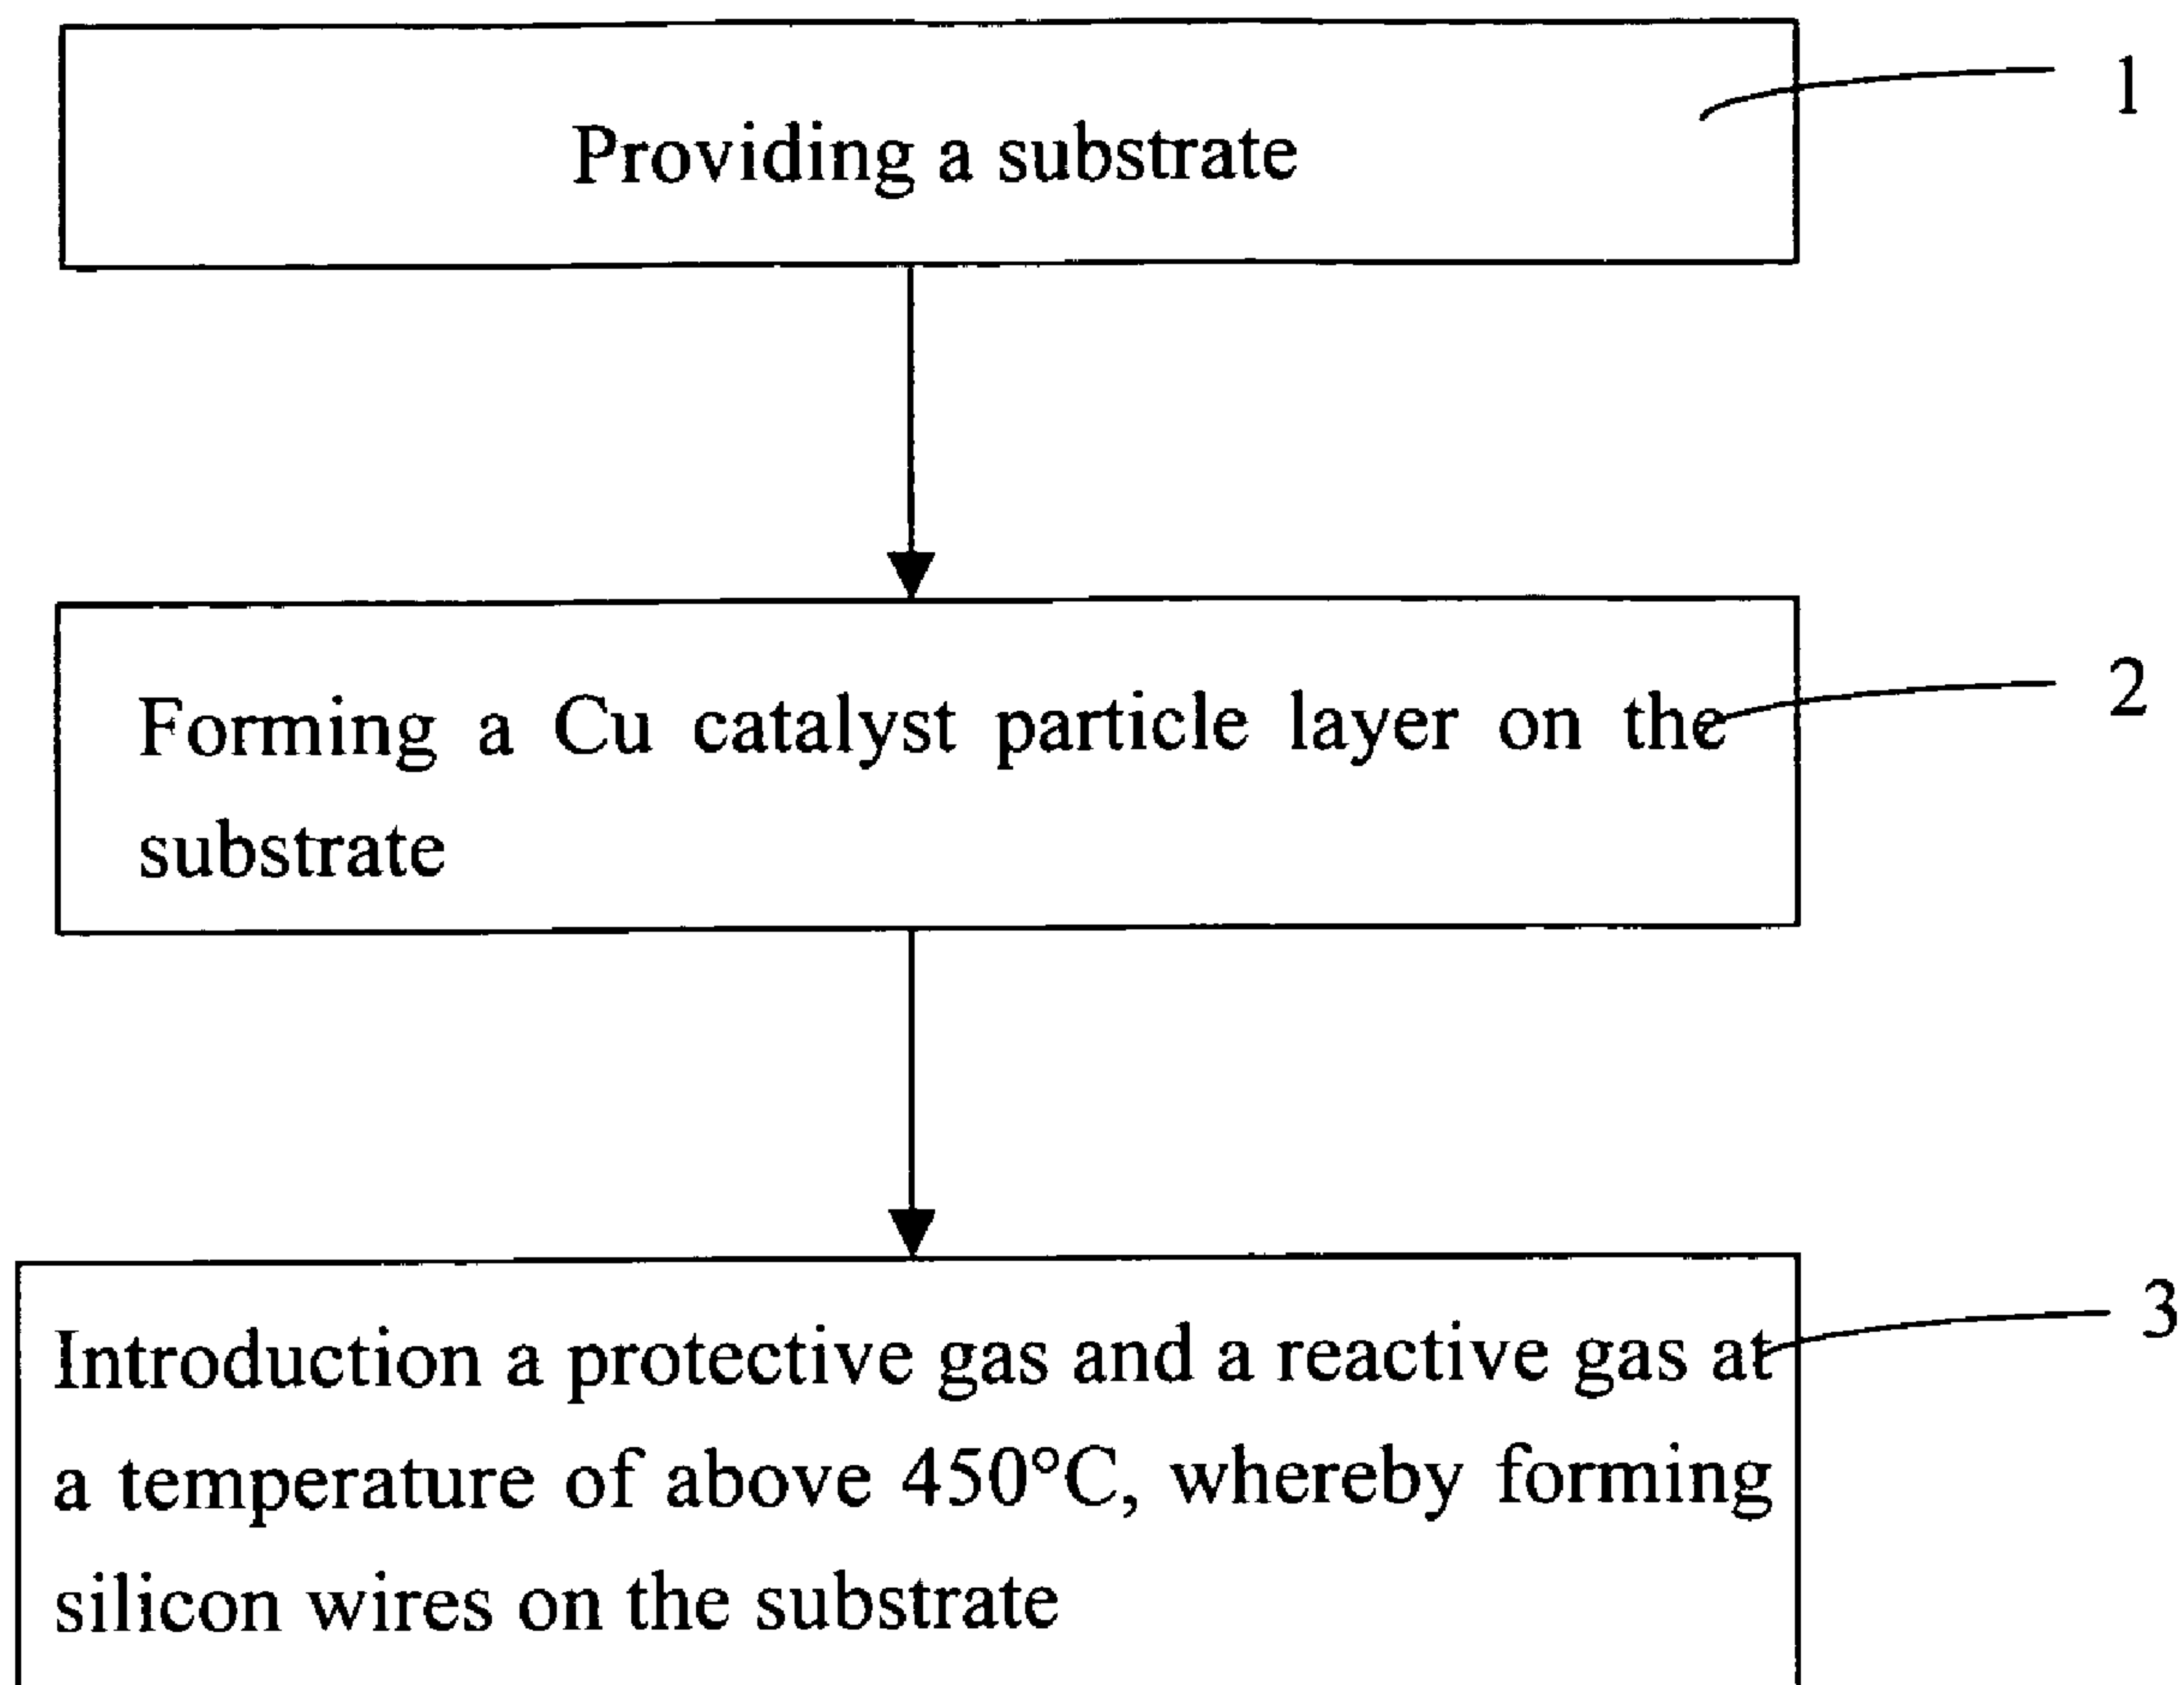 Providing a substrate
1
Forming a Cu catalyst particle layer on the
2
substrate
Introduction a protective gas and a reactive gas at
3
a temperature of above 450°C, whereby forming
silicon wires on the substrate